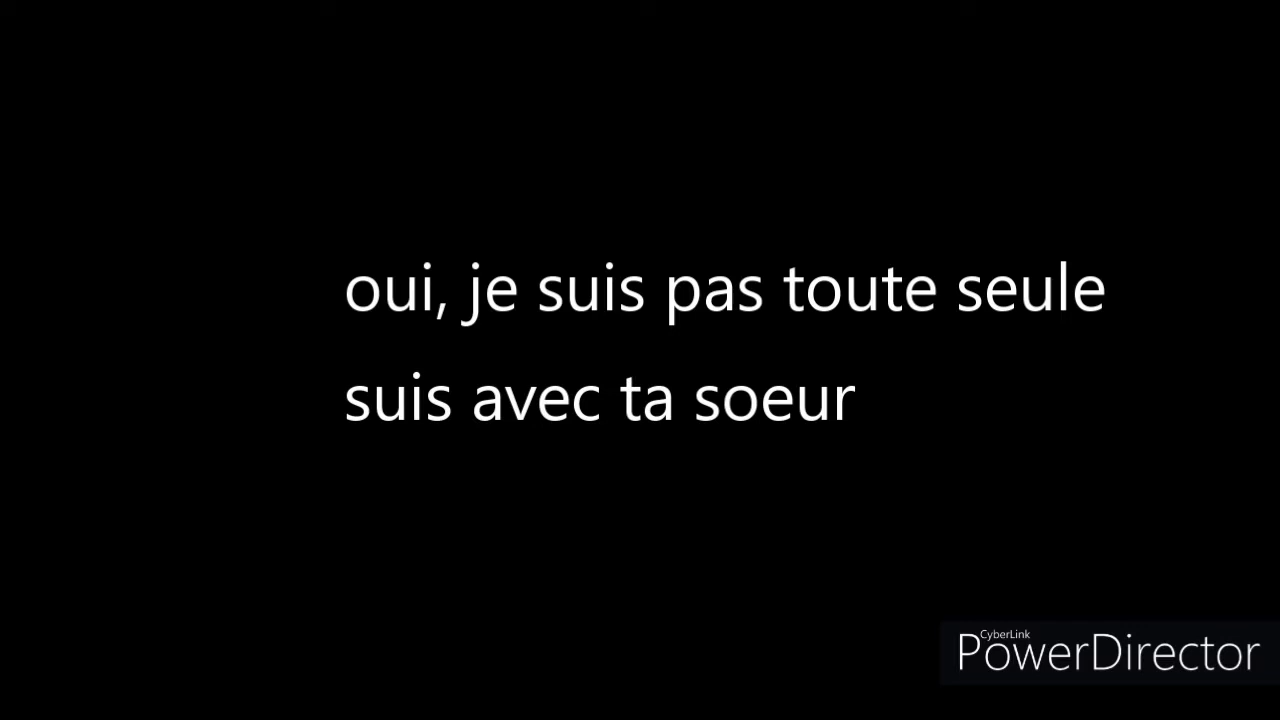 oui, je suis pas toute seule
suis avec ta soeur
CyberLink
PowerDirector